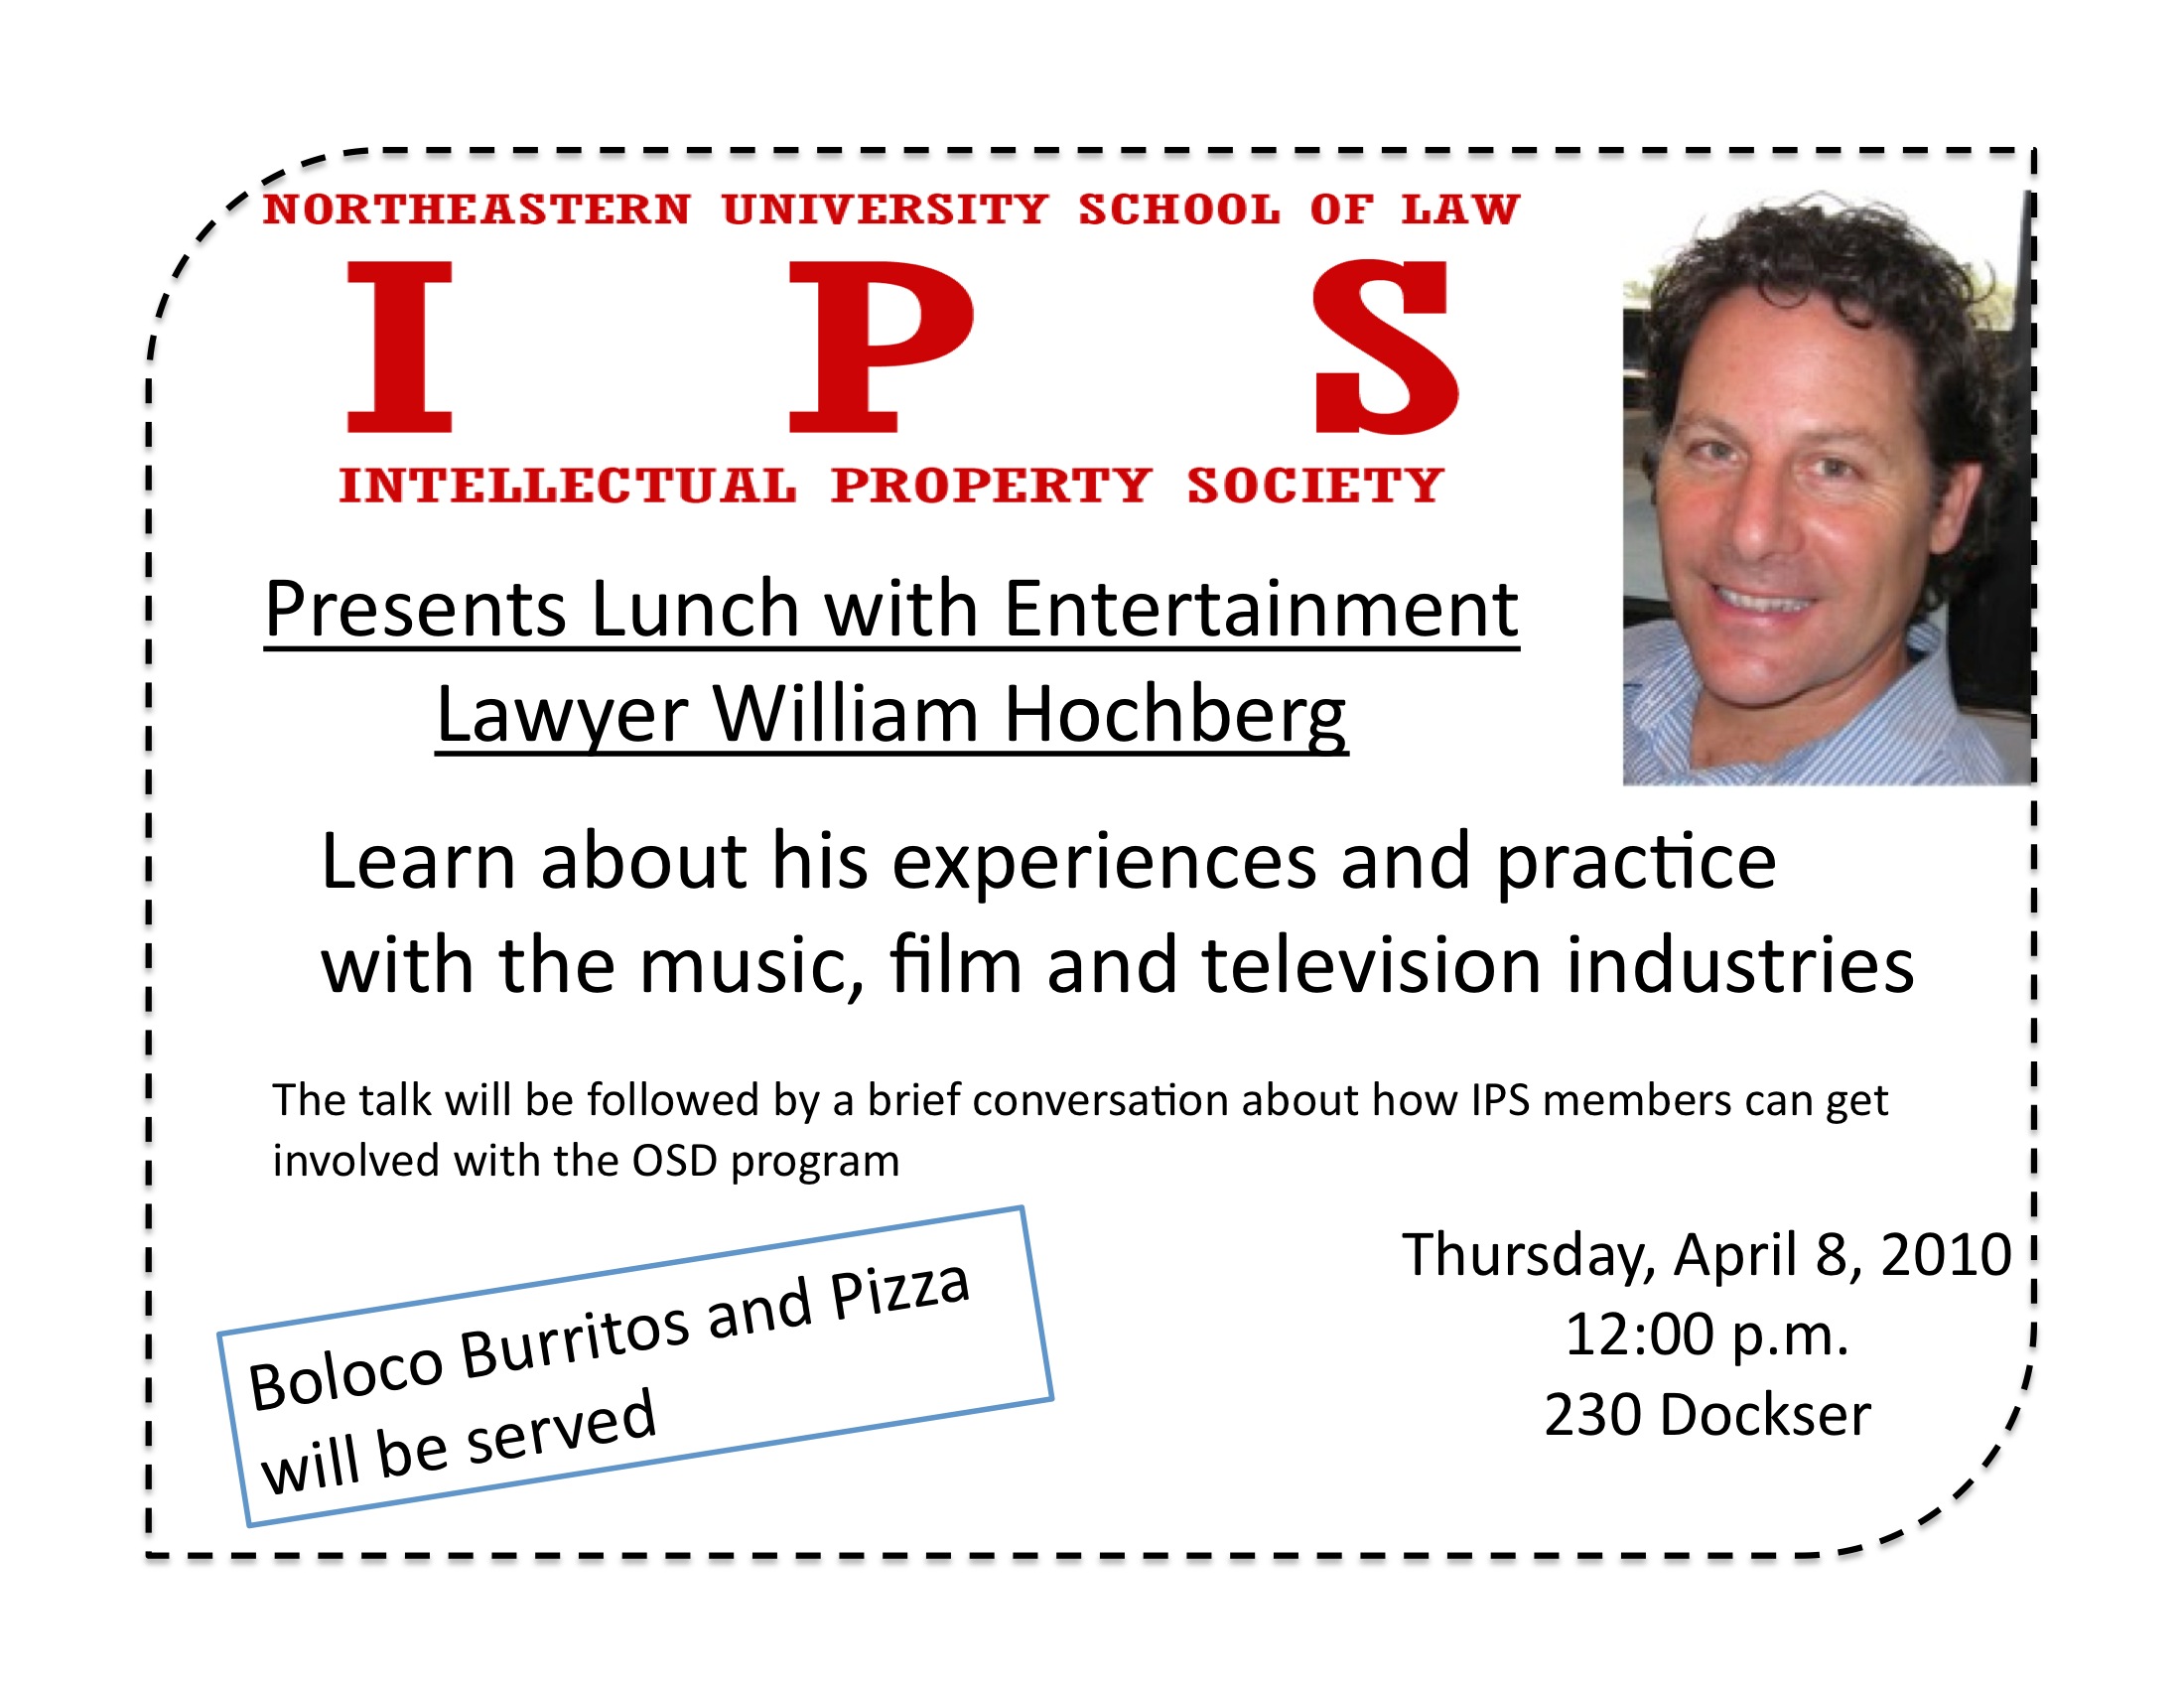 NORTHEASTERN UNIVERSITY SCHOOL OF LAW
I P S
INTELLECTUAL PROPERTY SOCIETY
Presents Lunch with Entertainment
Lawyer William Hochberg
Learn about his experiences and practice
with the music, film and television industries
The talk will be followed by a brief conversation about how IPS members can get
involved with the OSD program
Boloco Burritos and Pizza
will be served
Thursday, April 8, 2010
12:00 p.m.
230 Dockser